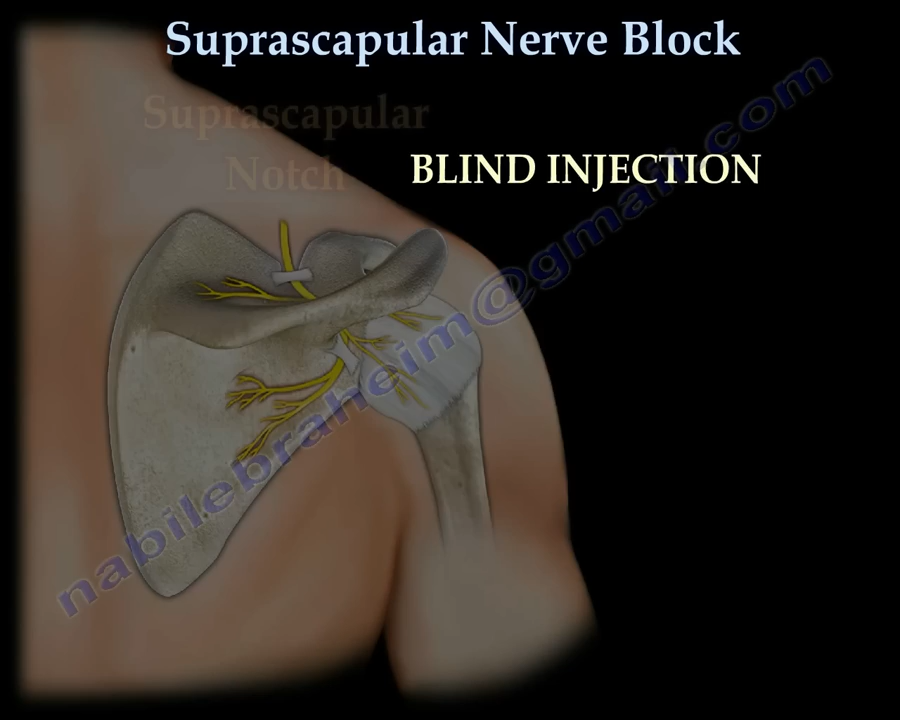 Suprascapular Nerve Block
Suprascapular
Notch
BLIND INJECTION
nabilebraheim@gmail.com